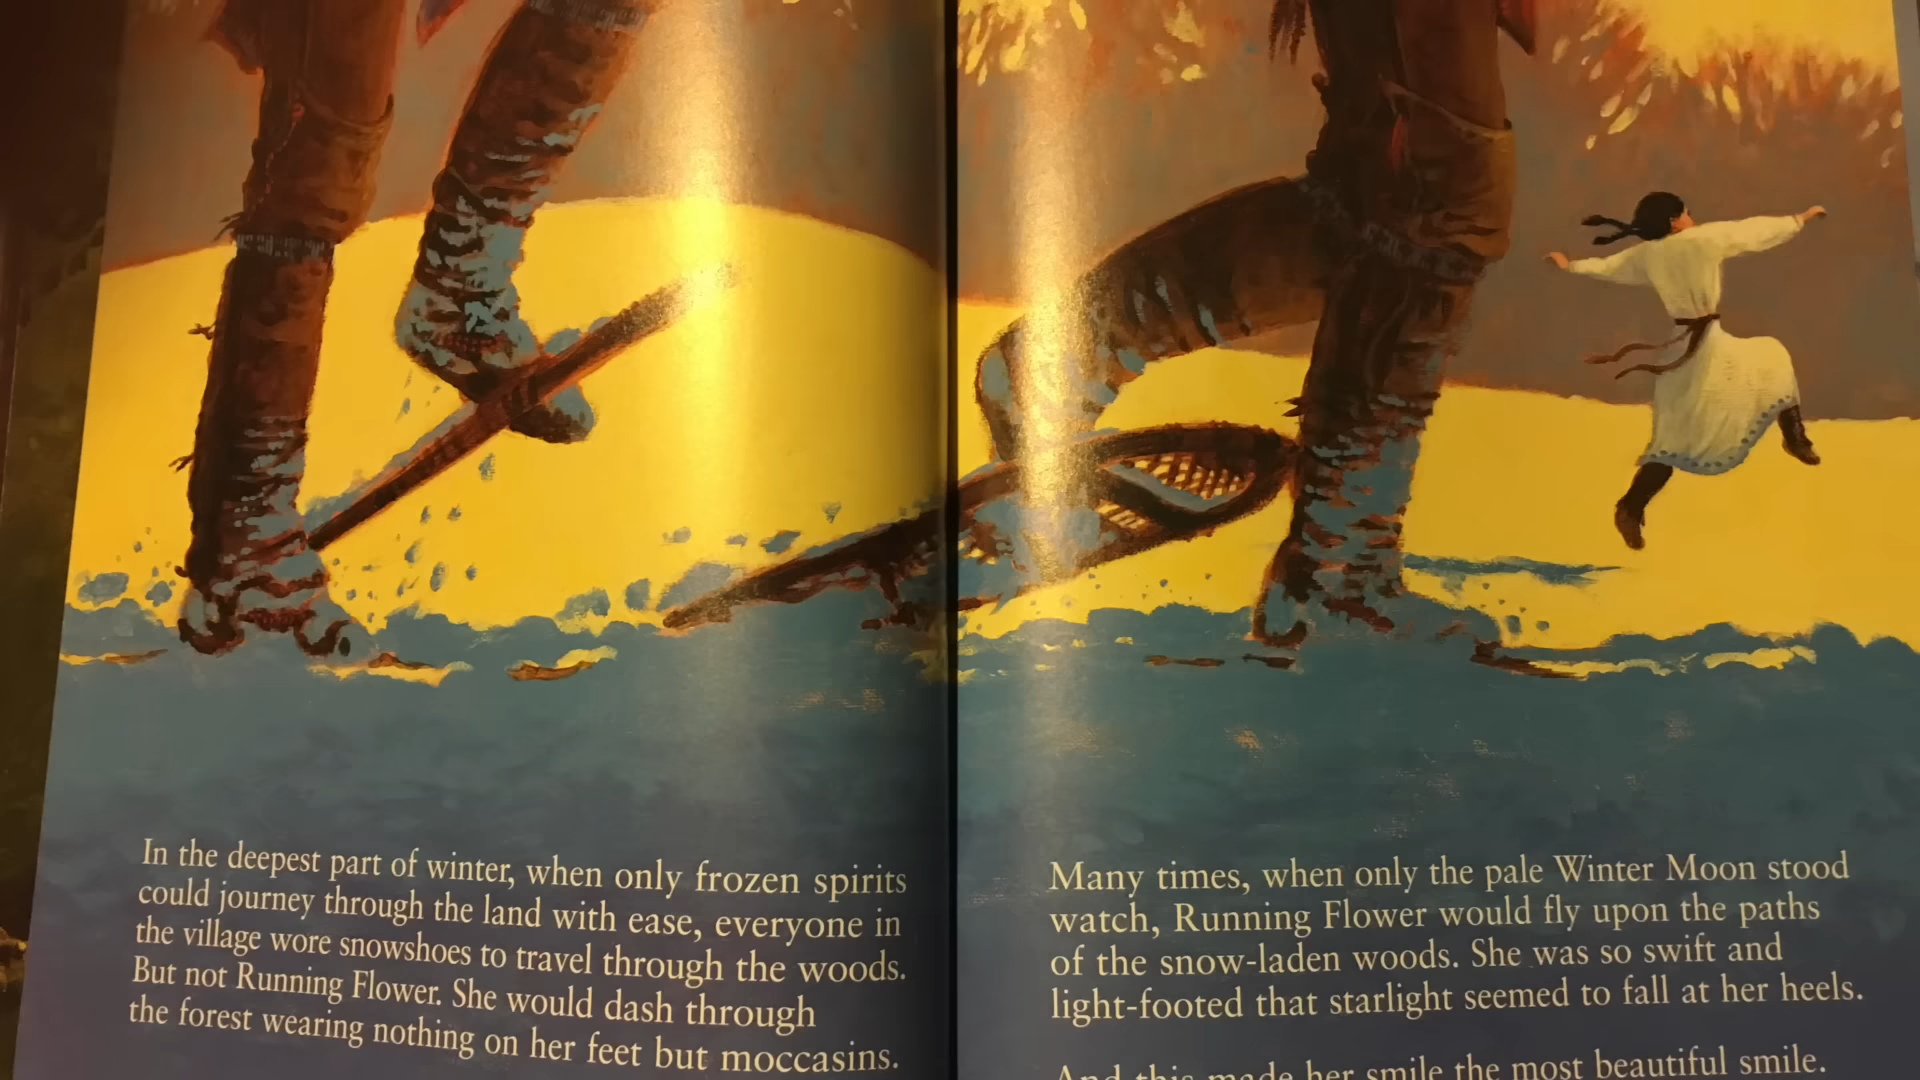 In the deepest part of winter, when only frozen spirits
could journey through the land with ease, everyone in
the village wore snowshoes to travel through the woods.
But not Running Flower. She would dash through
the forest wearing nothing on her feet but moccasins.
Many times, when only the pale Winter Moon stood
watch, Running Flower would fly upon the paths
of the snow-laden woods. She was so swift and
light-footed that starlight seemed to fall at her heels.
And this made her smile the most beautiful smile.